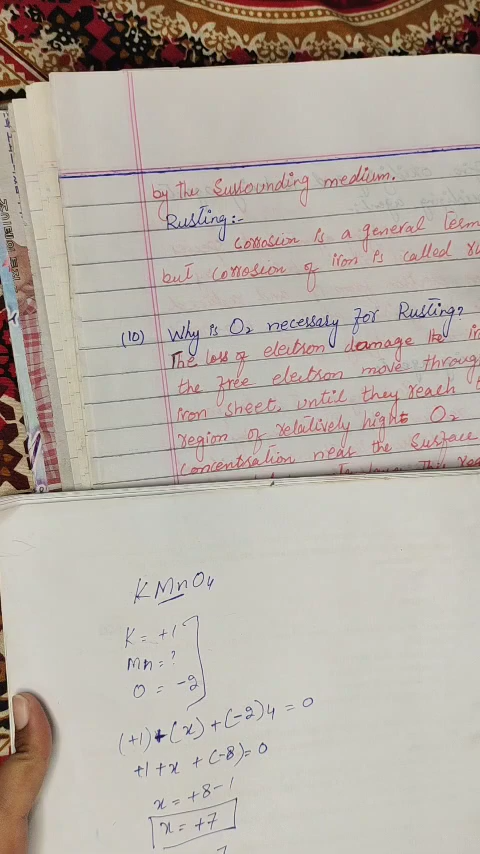 by the Surrounding medium.
Rusting:-
Corrosion is a general term
but, corrosion of iron is called
(10) Why is O₂ necessary for Rusting?
The loss of electron damage the
the free electron move through
iron sheet, until they reach
region of relatively high O₂
Concentration near the Surface
KMnO₄
K = +1
Mn = ?
O = -2
(+1) + (x) + (-2)4 = 0
+1 + x + (-8) = 0
x = +8-1
x = +7